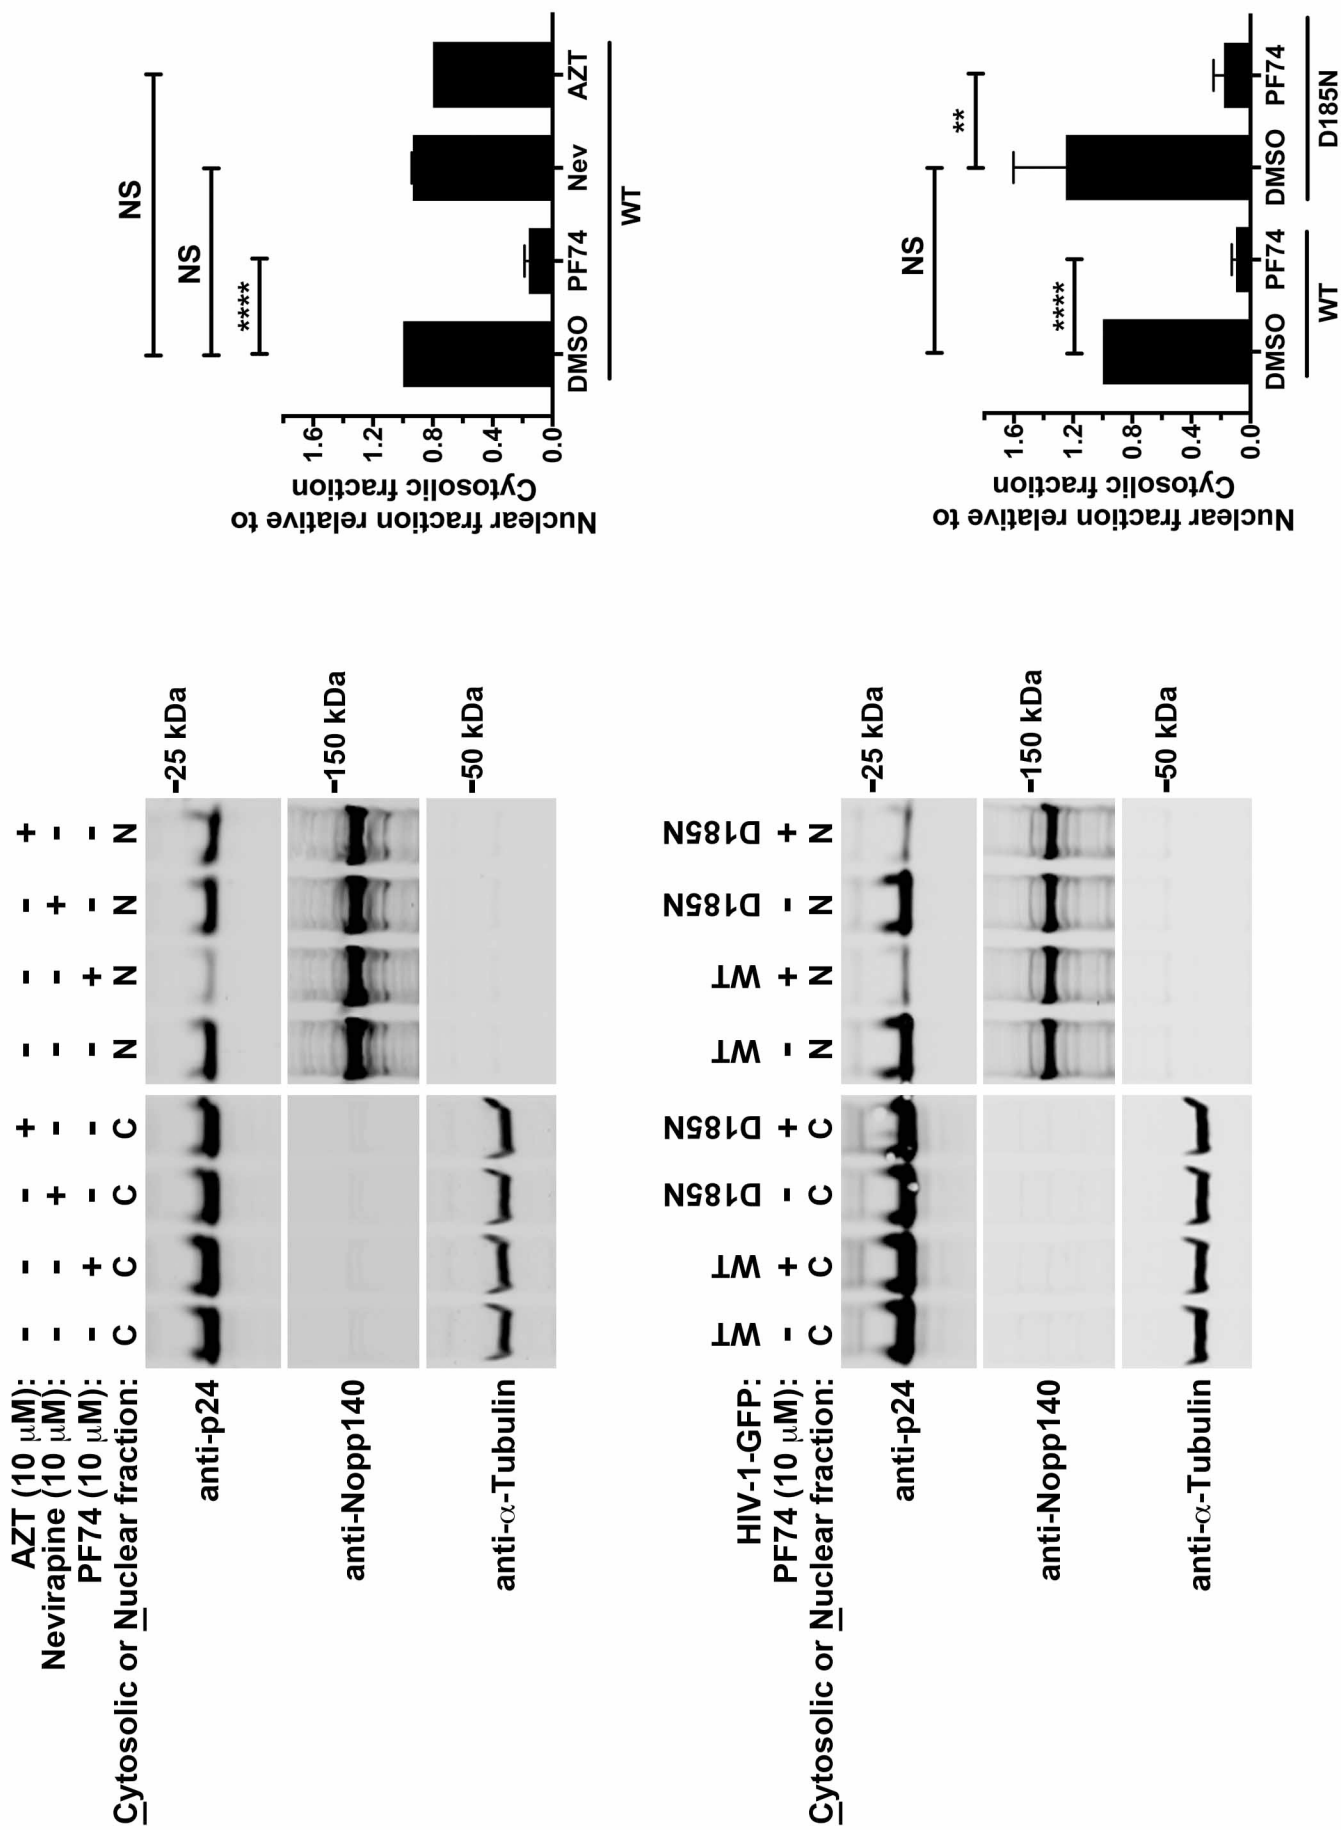 AZT (10 μM): - - - + - - - +
Nevirapine (10 μM): - - + - - - + -
PF74 (10 μM): - + - - - + - -
Cytosolic or Nuclear fraction: C C C C N N N N
anti-p24
-25 kDa
anti-Nopp140
-150 kDa
anti-α-Tubulin
-50 kDa
Nuclear fraction relative to
Cytosolic fraction
1.6
1.2
0.8
0.4
0.0
NS
NS
****
DMSO PF74 Nev AZT
WT
HIV-1-GFP: WT WT D185N D185N WT WT D185N D185N
PF74 (10 μM): - + - + - + - +
Cytosolic or Nuclear fraction: C C C C N N N N
anti-p24
-25 kDa
anti-Nopp140
-150 kDa
anti-α-Tubulin
-50 kDa
Nuclear fraction relative to
Cytosolic fraction
1.6
1.2
0.8
0.4
0.0
NS
**
****
DMSO PF74 DMSO PF74
WT D185N